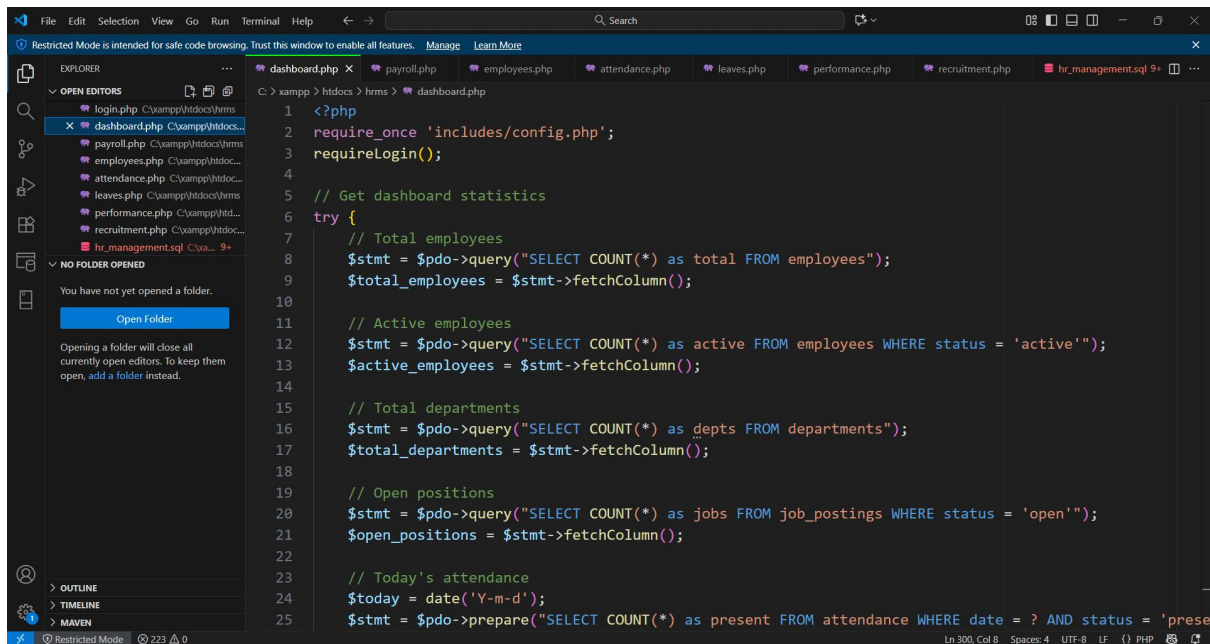 File Edit Selection View Go Run Terminal Help
Search
Restricted Mode is intended for safe code browsing. Trust this window to enable all features. Manage Learn More
EXPLORER
OPEN EDITORS
login.php C:\xampp\htdocs\hrms
dashboard.php C:\xampp\htdocs...
payroll.php C:\xampp\htdocs\hrms
employees.php C:\xampp\htdoc...
attendance.php C:\xampp\htdoc...
leaves.php C:\xampp\htdocs\hrms
performance.php C:\xampp\htd...
recruitment.php C:\xampp\htdoc...
hr_management.sql C:\xa... 9+
NO FOLDER OPENED
You have not yet opened a folder.
Open Folder
Opening a folder will close all
currently open editors. To keep them
open, add a folder instead.
OUTLINE
TIMELINE
MAVEN
1
dashboard.php payroll.php employees.php attendance.php leaves.php performance.php recruitment.php hr_management.sql 9+
C: > xampp > htdocs > hrms > dashboard.php
1 <?php
2 require_once 'includes/config.php';
3 requireLogin();
4
5 // Get dashboard statistics
6 try {
7 // Total employees
8 $stmt = $pdo->query("SELECT COUNT(*) as total FROM employees");
9 $total_employees = $stmt->fetchColumn();
10
11 // Active employees
12 $stmt = $pdo->query("SELECT COUNT(*) as active FROM employees WHERE status = 'active'");
13 $active_employees = $stmt->fetchColumn();
14
15 // Total departments
16 $stmt = $pdo->query("SELECT COUNT(*) as depts FROM departments");
17 $total_departments = $stmt->fetchColumn();
18
19 // Open positions
20 $stmt = $pdo->query("SELECT COUNT(*) as jobs FROM job_postings WHERE status = 'open'");
21 $open_positions = $stmt->fetchColumn();
22
23 // Today's attendance
24 $today = date('Y-m-d');
25 $stmt = $pdo->prepare("SELECT COUNT(*) as present FROM attendance WHERE date = ? AND status = 'prese
Restricted Mode 223 0 Ln 300, Col 8 Spaces: 4 UTF-8 LF {} PHP